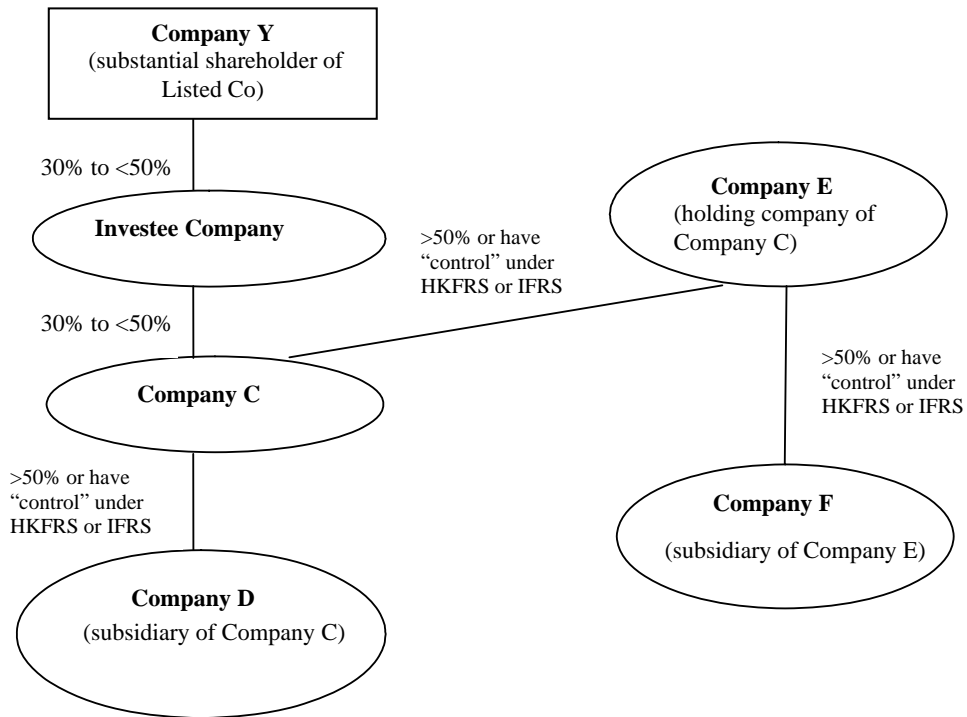 Company Y
(substantial shareholder of
Listed Co)
30% to <50%
Investee Company
30% to <50%
Company C
>50% or have
“control” under
HKFRS or IFRS
Company D
(subsidiary of Company C)
>50% or have
“control” under
HKFRS or IFRS
Company E
(holding company of
Company C)
>50% or have
“control” under
HKFRS or IFRS
Company F
(subsidiary of Company E)